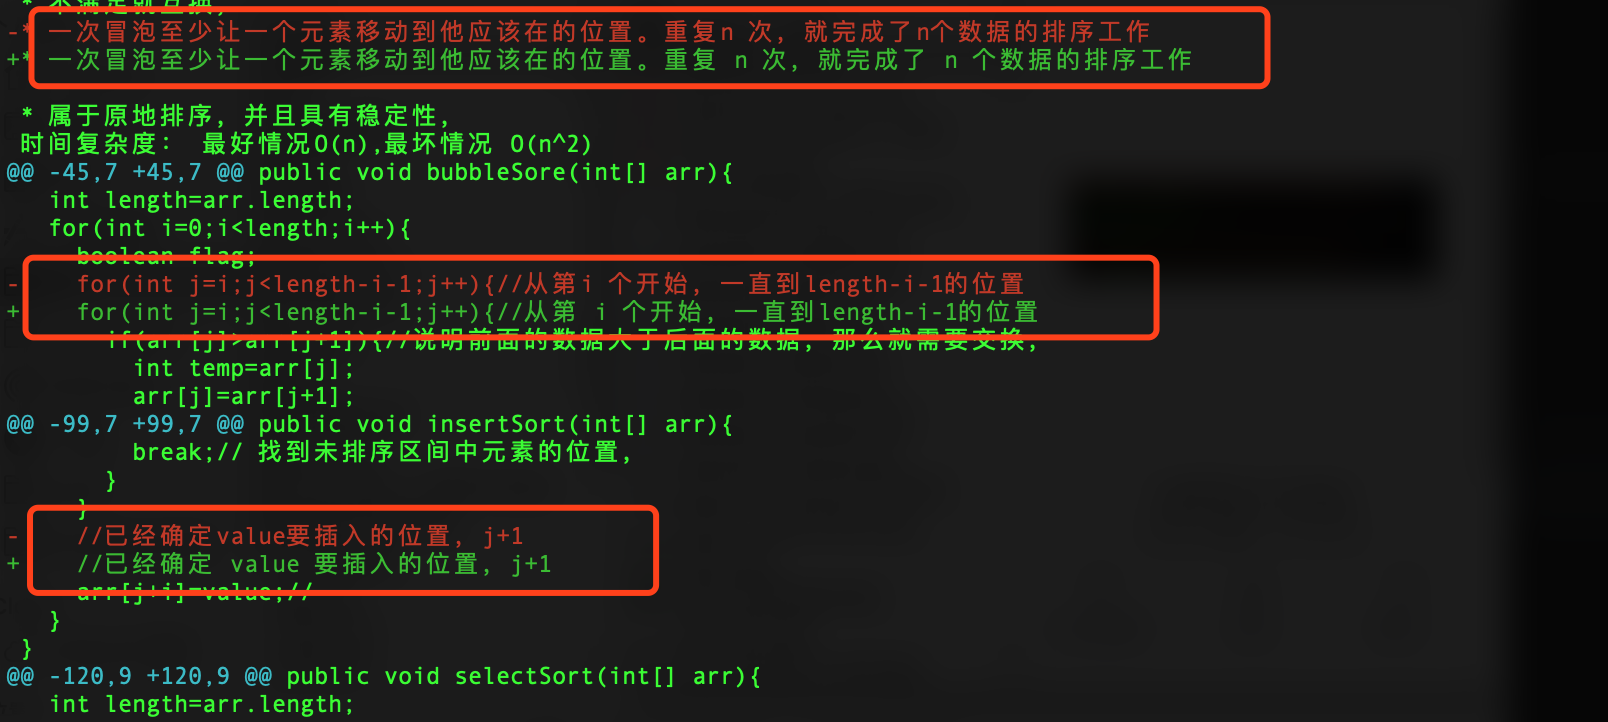 * 不满足就互换,
-* 一次冒泡至少让一个元素移动到他应该在的位置。重复n 次, 就完成了n个数据的排序工作
+* 一次冒泡至少让一个元素移动到他应该在的位置。重复 n 次, 就完成了 n 个数据的排序工作
* 属于原地排序, 并且具有稳定性,
时间复杂度: 最好情况O(n),最坏情况 O(n^2)
@@ -45,7 +45,7 @@ public void bubbleSore(int[] arr){
int length=arr.length;
for(int i=0;i<length;i++){
boolean flag;
- for(int j=i;j<length-i-1;j++){//从第i 个开始, 一直到length-i-1的位置
+ for(int j=i;j<length-i-1;j++){//从第 i 个开始, 一直到length-i-1的位置
if(arr[j]>arr[j+1]){//说明前面的数据大于后面的数据, 那么就需要交换,
int temp=arr[j];
arr[j]=arr[j+1];
@@ -99,7 +99,7 @@ public void insertSort(int[] arr){
break;// 找到未排序区间中元素的位置,
}
}
- //已经确定value要插入的位置, j+1
+ //已经确定 value 要插入的位置, j+1
arr[j+i]=value;//
}
}
@@ -120,9 +120,9 @@ public void selectSort(int[] arr){
int length=arr.length;